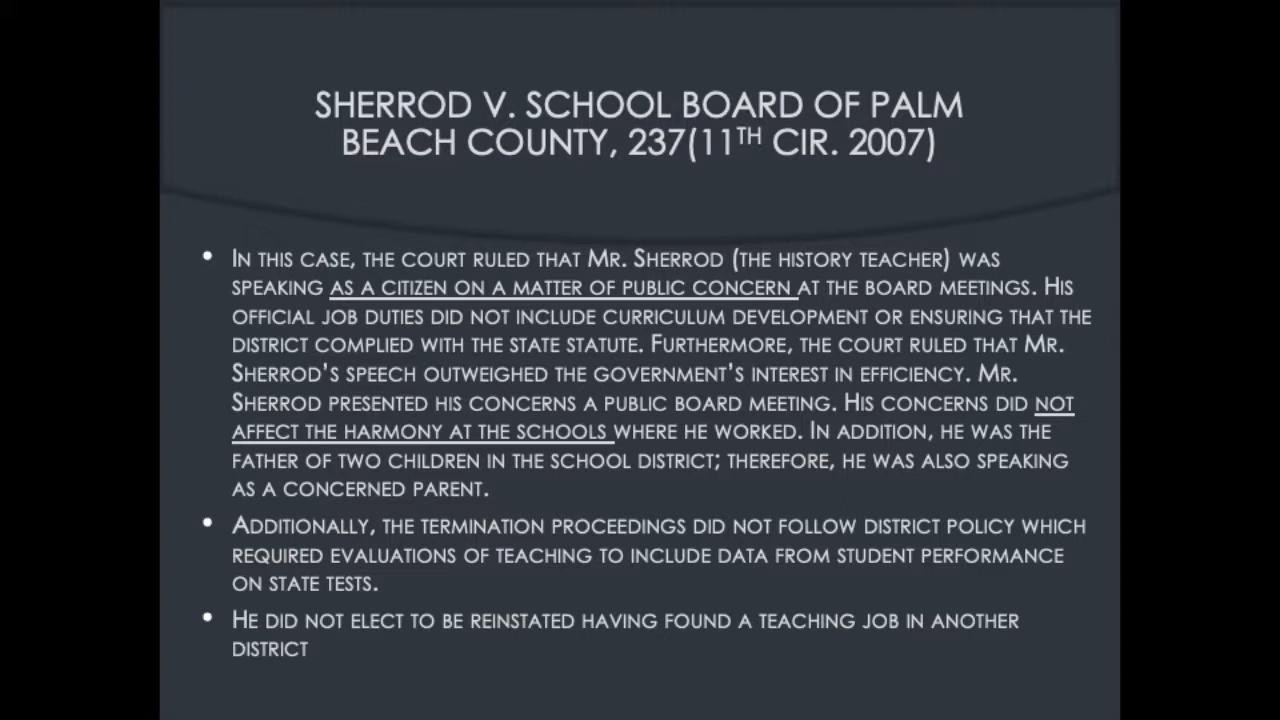 SHERROD V. SCHOOL BOARD OF PALM
BEACH COUNTY, 237(11TH CIR. 2007)
• IN THIS CASE, THE COURT RULED THAT MR. SHERROD (THE HISTORY TEACHER) WAS
SPEAKING AS A CITIZEN ON A MATTER OF PUBLIC CONCERN AT THE BOARD MEETINGS. HIS
OFFICIAL JOB DUTIES DID NOT INCLUDE CURRICULUM DEVELOPMENT OR ENSURING THAT THE
DISTRICT COMPLIED WITH THE STATE STATUTE. FURTHERMORE, THE COURT RULED THAT MR.
SHERROD'S SPEECH OUTWEIGHED THE GOVERNMENT'S INTEREST IN EFFICIENCY. MR.
SHERROD PRESENTED HIS CONCERNS A PUBLIC BOARD MEETING. HIS CONCERNS DID NOT
AFFECT THE HARMONY AT THE SCHOOLS WHERE HE WORKED. IN ADDITION, HE WAS THE
FATHER OF TWO CHILDREN IN THE SCHOOL DISTRICT; THEREFORE, HE WAS ALSO SPEAKING
AS A CONCERNED PARENT.
• ADDITIONALLY, THE TERMINATION PROCEEDINGS DID NOT FOLLOW DISTRICT POLICY WHICH
REQUIRED EVALUATIONS OF TEACHING TO INCLUDE DATA FROM STUDENT PERFORMANCE
ON STATE TESTS.
• HE DID NOT ELECT TO BE REINSTATED HAVING FOUND A TEACHING JOB IN ANOTHER
DISTRICT